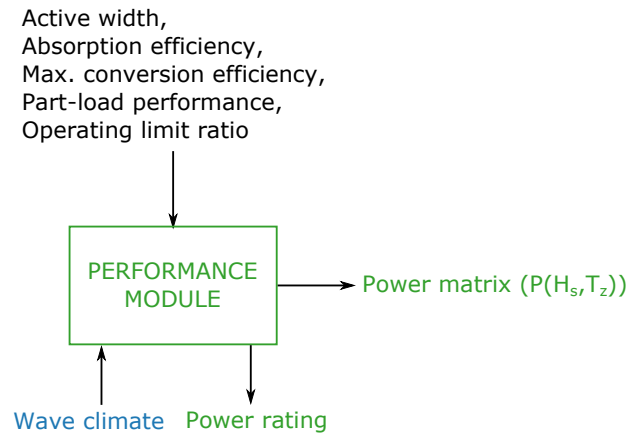 Active width,
Absorption efficiency,
Max. conversion efficiency,
Part-load performance,
Operating limit ratio
PERFORMANCE
MODULE
Power matrix (P(Hₛ,T_z))
Wave climate
Power rating